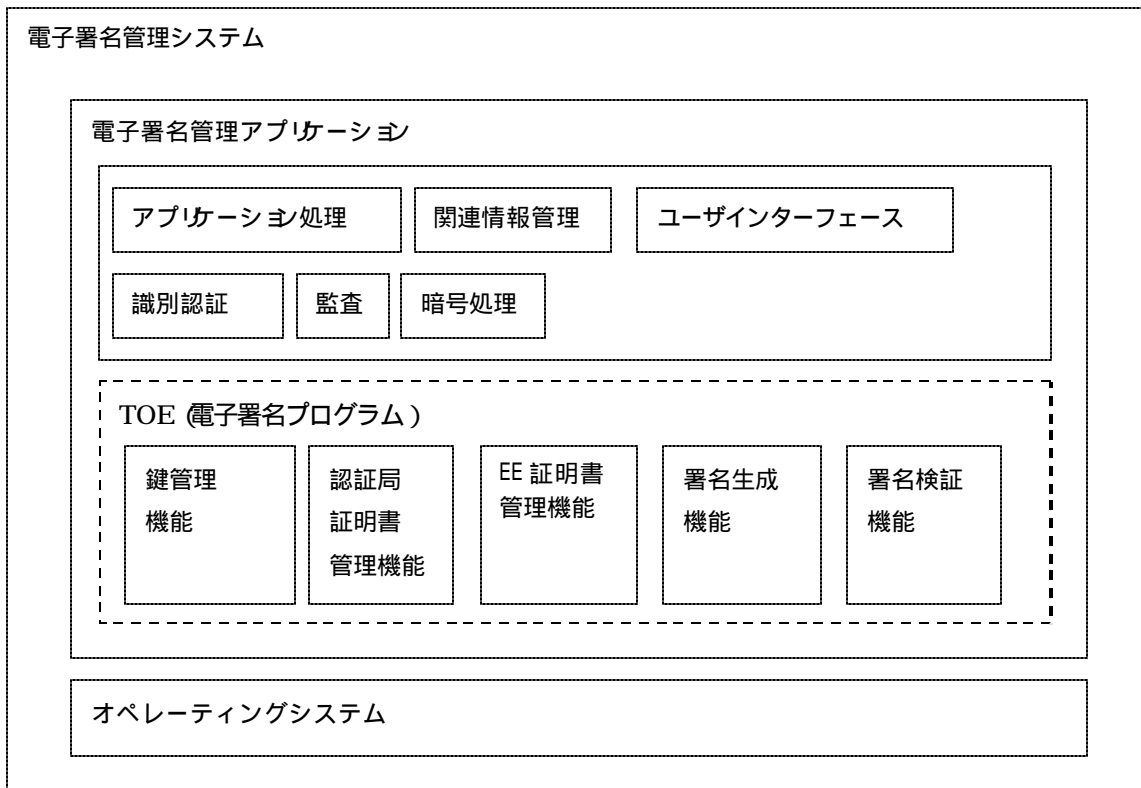 電子署名管理システム
電子署名管理アプリケーション
アプリケーション処理
関連情報管理
ユーザインターフェース
識別認証
監査
暗号処理
TOE (電子署名プログラム)
鍵管理
機能
認証局
証明書
管理機能
EE 証明書
管理機能
署名生成
機能
署名検証
機能
オペレーティングシステム